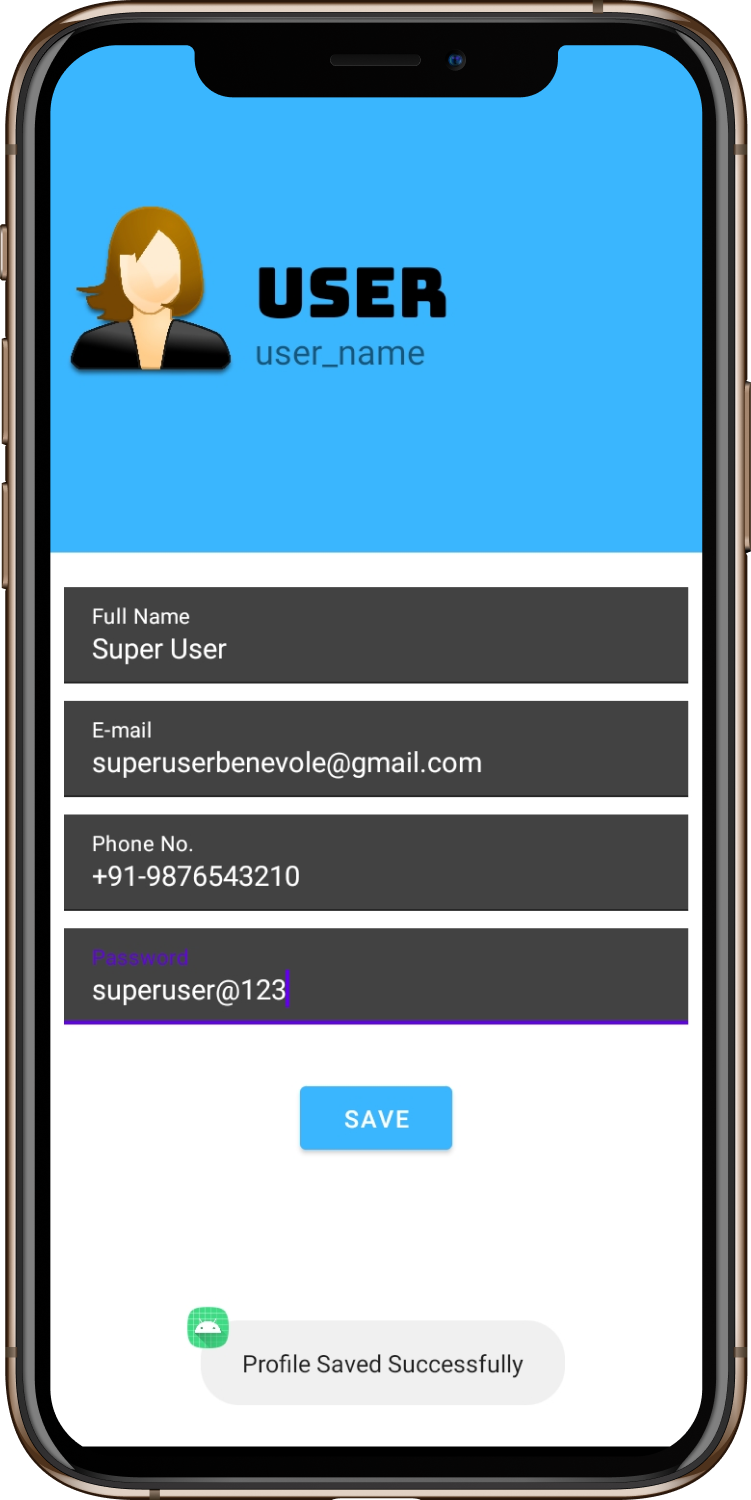 USER
user_name
Full Name
Super User
E-mail
superuserbenevole@gmail.com
Phone No.
+91-9876543210
Password
superuser@123
SAVE
Profile Saved Successfully